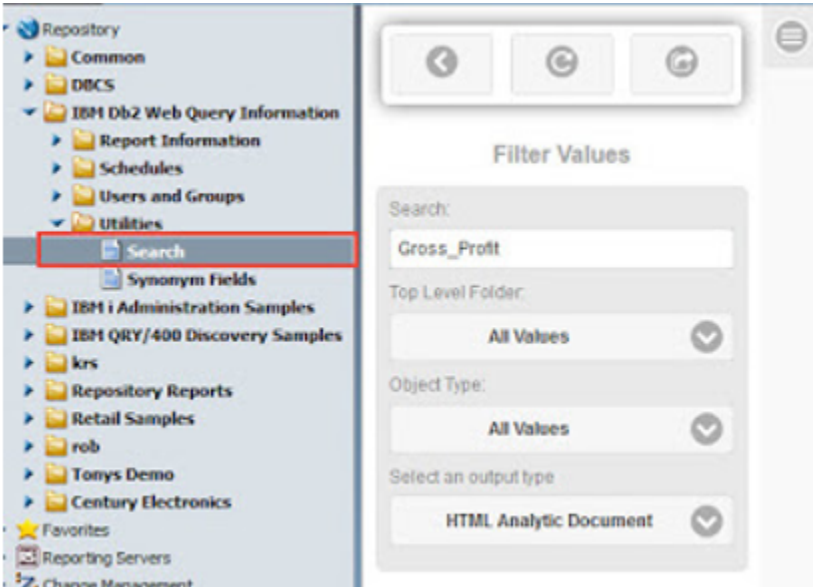 Repository
Common
DBCS
IBM Db2 Web Query Information
Report Information
Schedules
Users and Groups
Utilities
Search
Synonym Fields
IBM i Administration Samples
IBM QRY/400 Discovery Samples
krs
Repository Reports
Retail Samples
rob
Tonys Demo
Century Electronics
Favorites
Reporting Servers
Change Management
Filter Values
Search:
Gross_Profit
Top Level Folder:
All Values
Object Type:
All Values
Select an output type
HTML Analytic Document